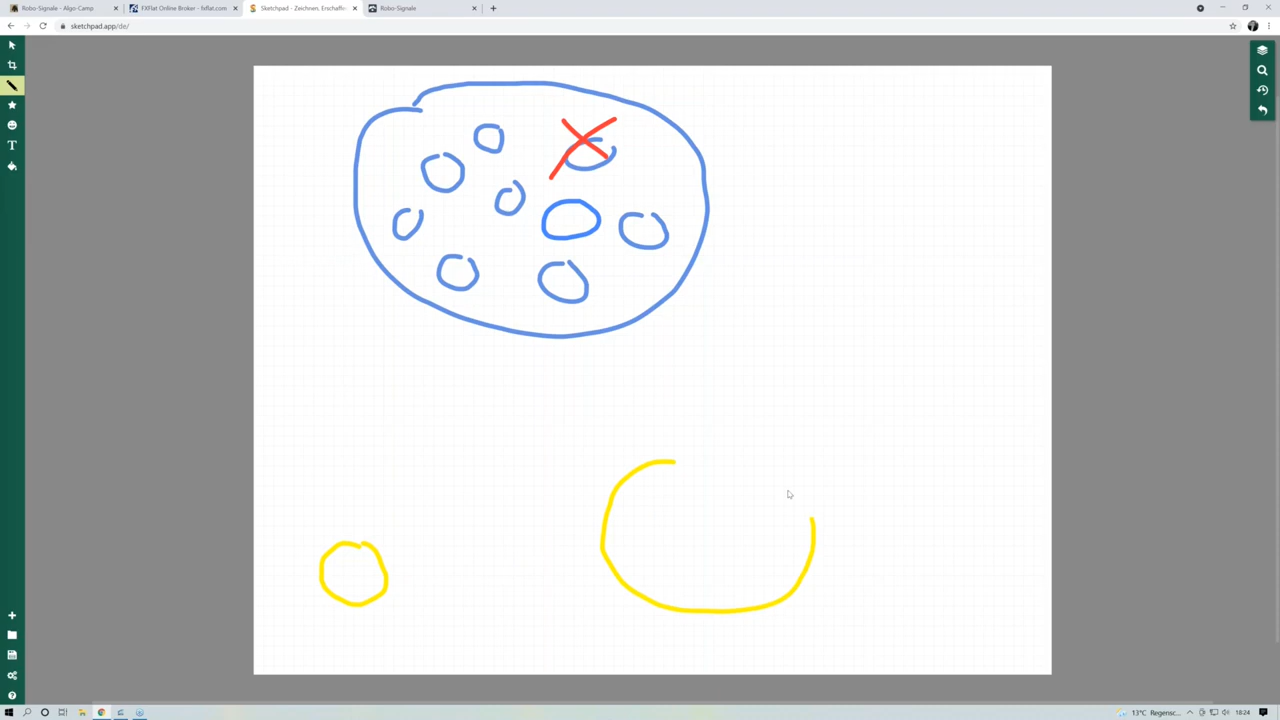 Robo-Signale - Algo-Camp
FXFlat Online Broker - fxflat.com
Sketchpad - Zeichnen, Erschaffe
Robo-Signale
sketchpad.app/de/
13°C Regensc...
18:24